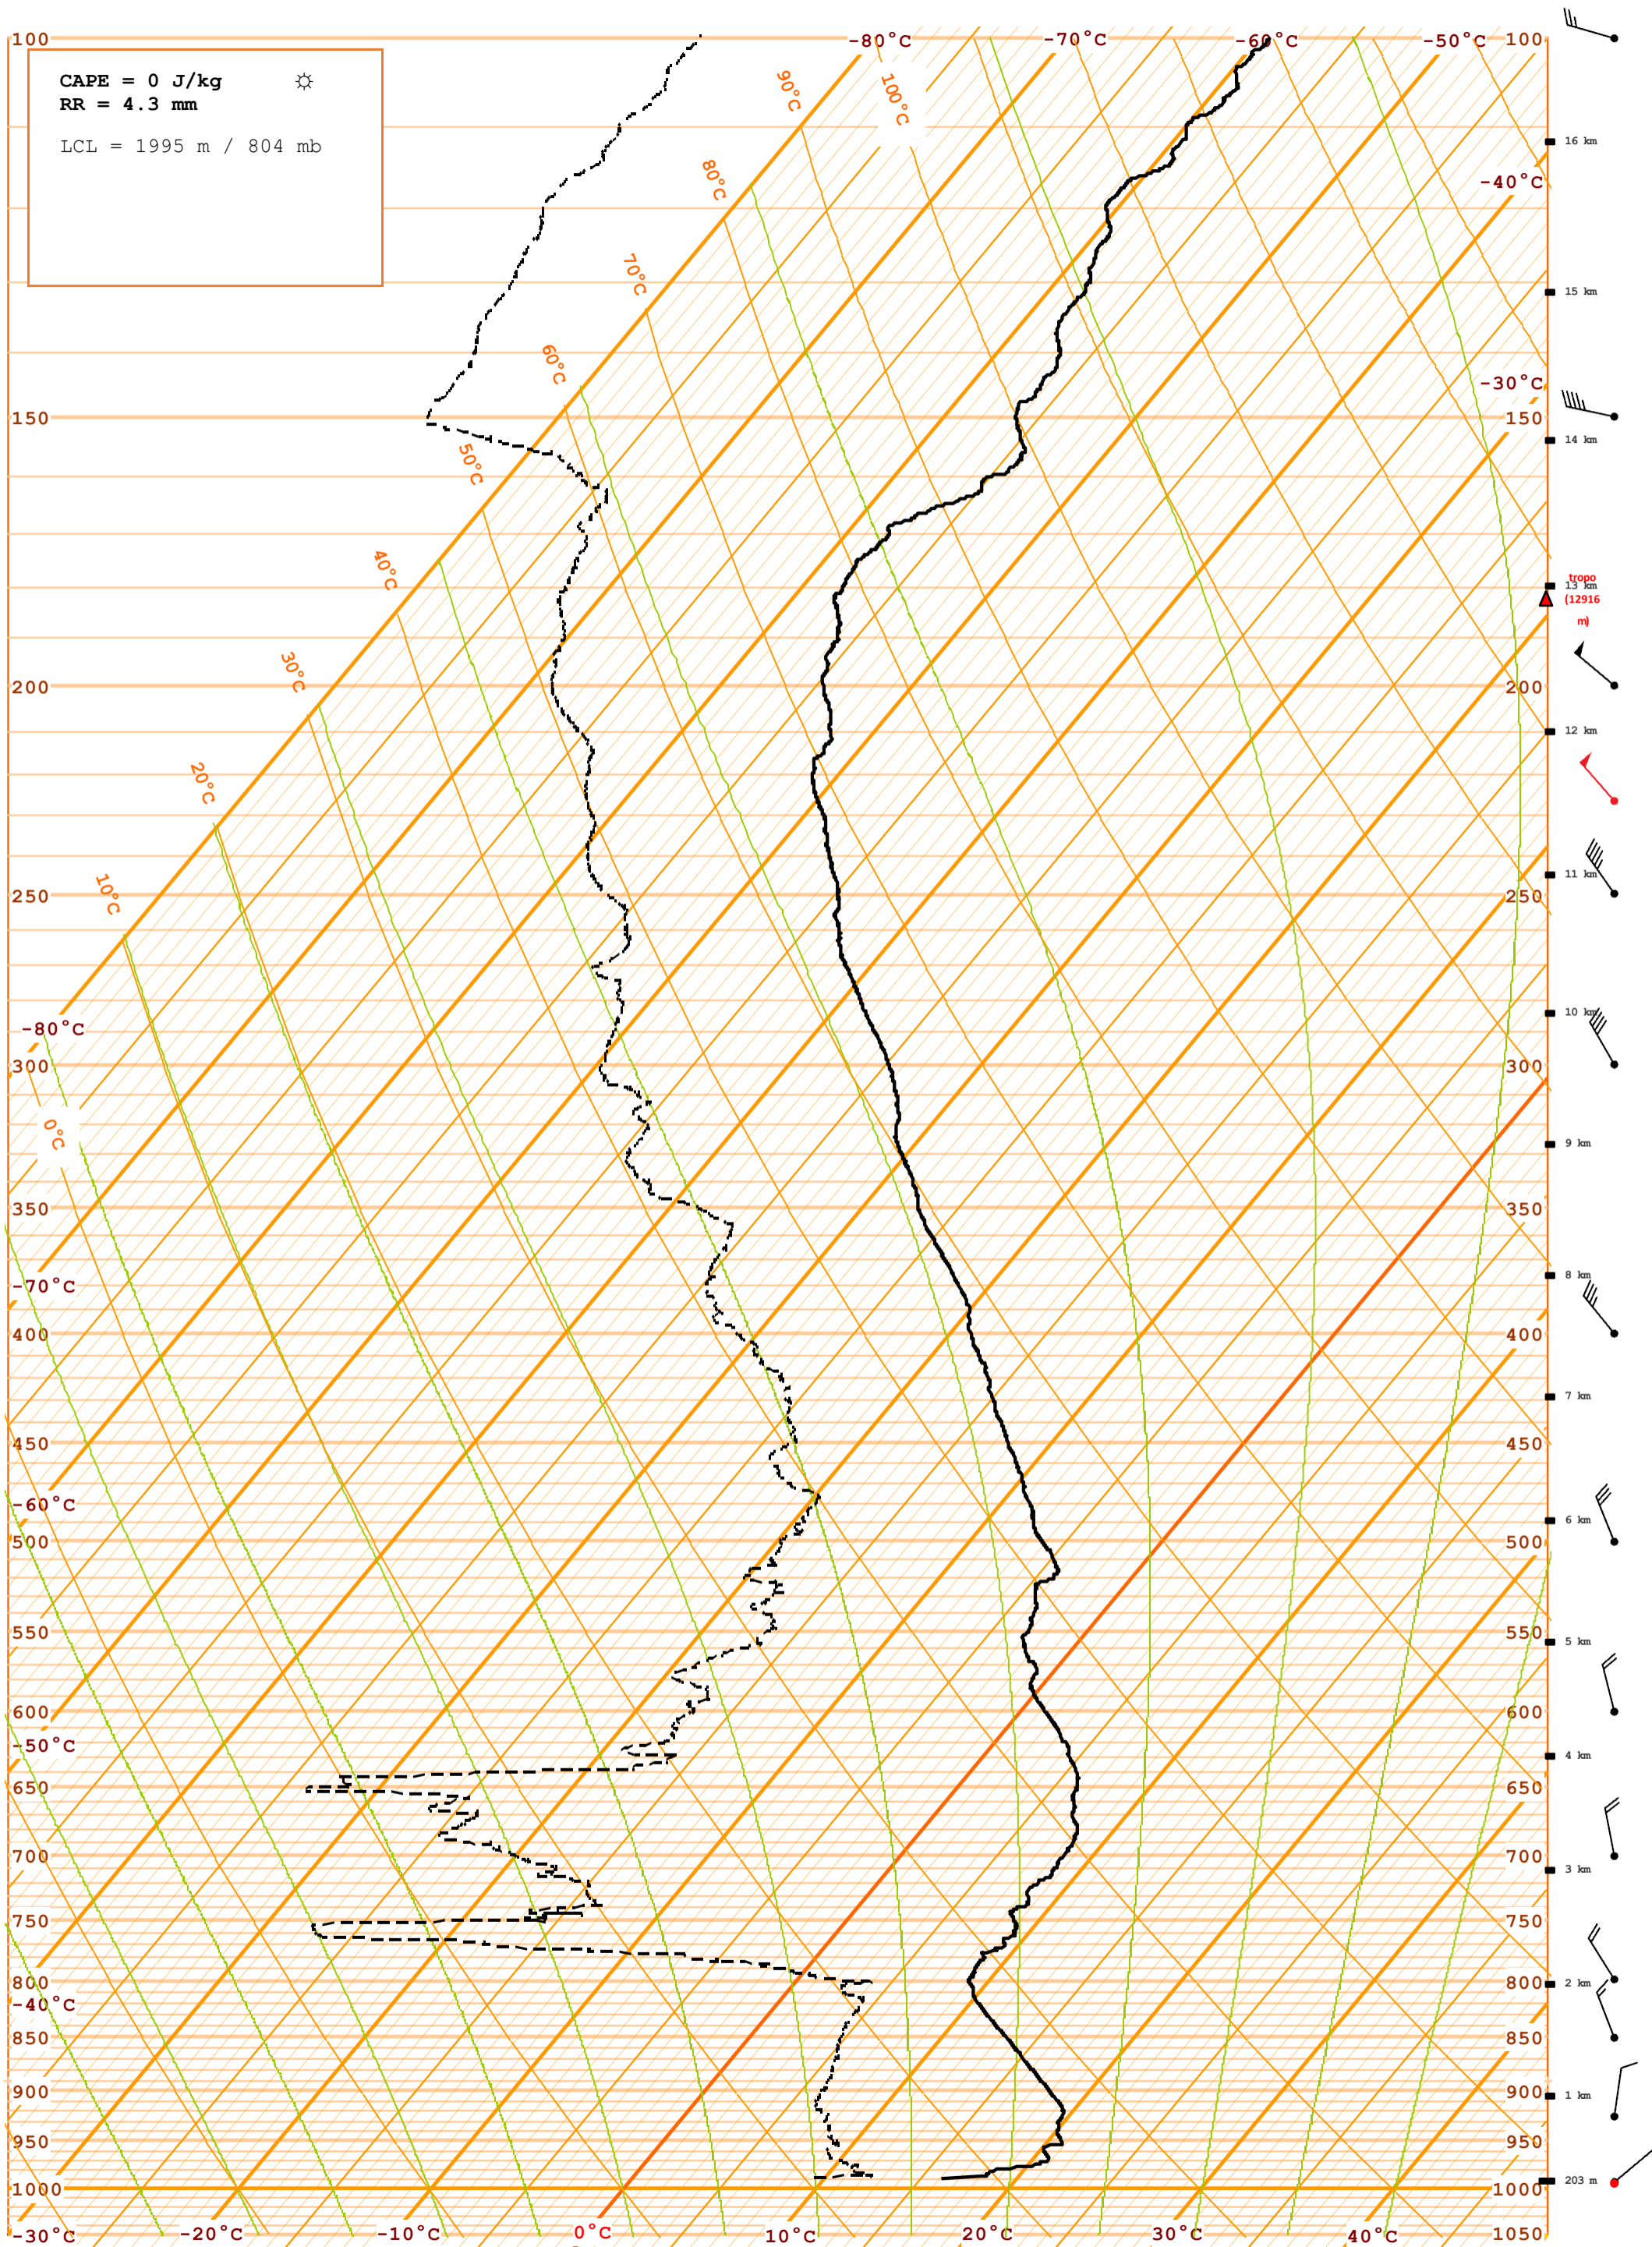 -80°C -70°C -60°C -50°C
100 100
CAPE = 0 J/kg ☼
RR = 4.3 mm
LCL = 1995 m / 804 mb
90°C 100°C
16 km
80°C
-40°C
70°C
15 km
60°C
-30°C
150 150
14 km
50°C
40°C
tropo
13 km
(12916
m)
30°C
200 200
12 km
20°C
11 km
10°C
250 250
10 km
-80°C
300 300
0°C
9 km
350 350
8 km
-70°C
400 400
7 km
450 450
-60°C
6 km
500 500
550 550
5 km
600 600
-50°C
4 km
650 650
700 700
3 km
750 750
800 800
2 km
-40°C
850 850
900 900
1 km
950 950
203 m
1000 1000
-30°C -20°C -10°C 0°C 10°C 20°C 30°C 40°C 1050